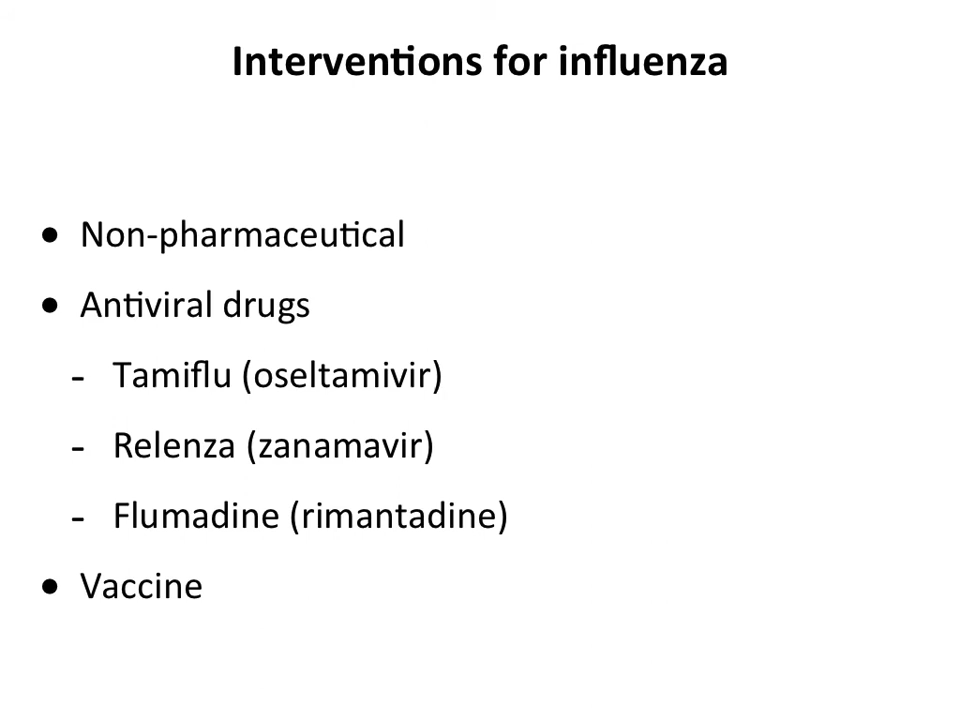 Interventions for influenza
• Non-pharmaceutical
• Antiviral drugs
- Tamiflu (oseltamivir)
- Relenza (zanamavir)
- Flumadine (rimantadine)
• Vaccine